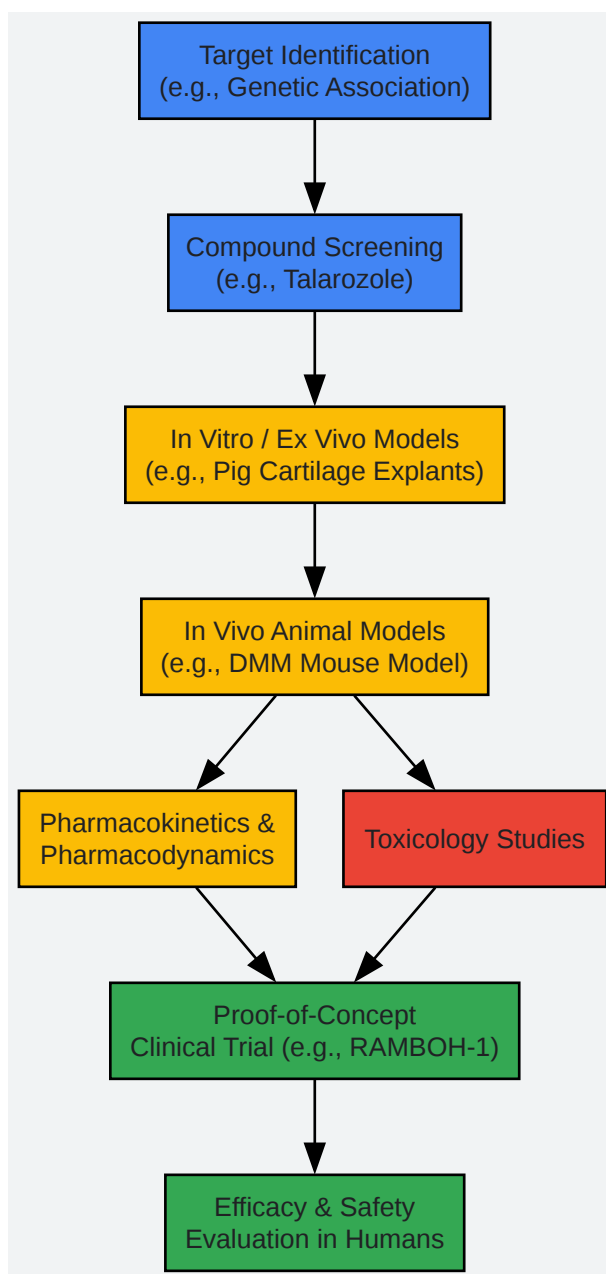 Target Identification
(e.g., Genetic Association)
Compound Screening
(e.g., Talarozole)
In Vitro / Ex Vivo Models
(e.g., Pig Cartilage Explants)
In Vivo Animal Models
(e.g., DMM Mouse Model)
Pharmacokinetics &
Pharmacodynamics
Toxicology Studies
Proof-of-Concept
Clinical Trial (e.g., RAMBOH-1)
Efficacy & Safety
Evaluation in Humans